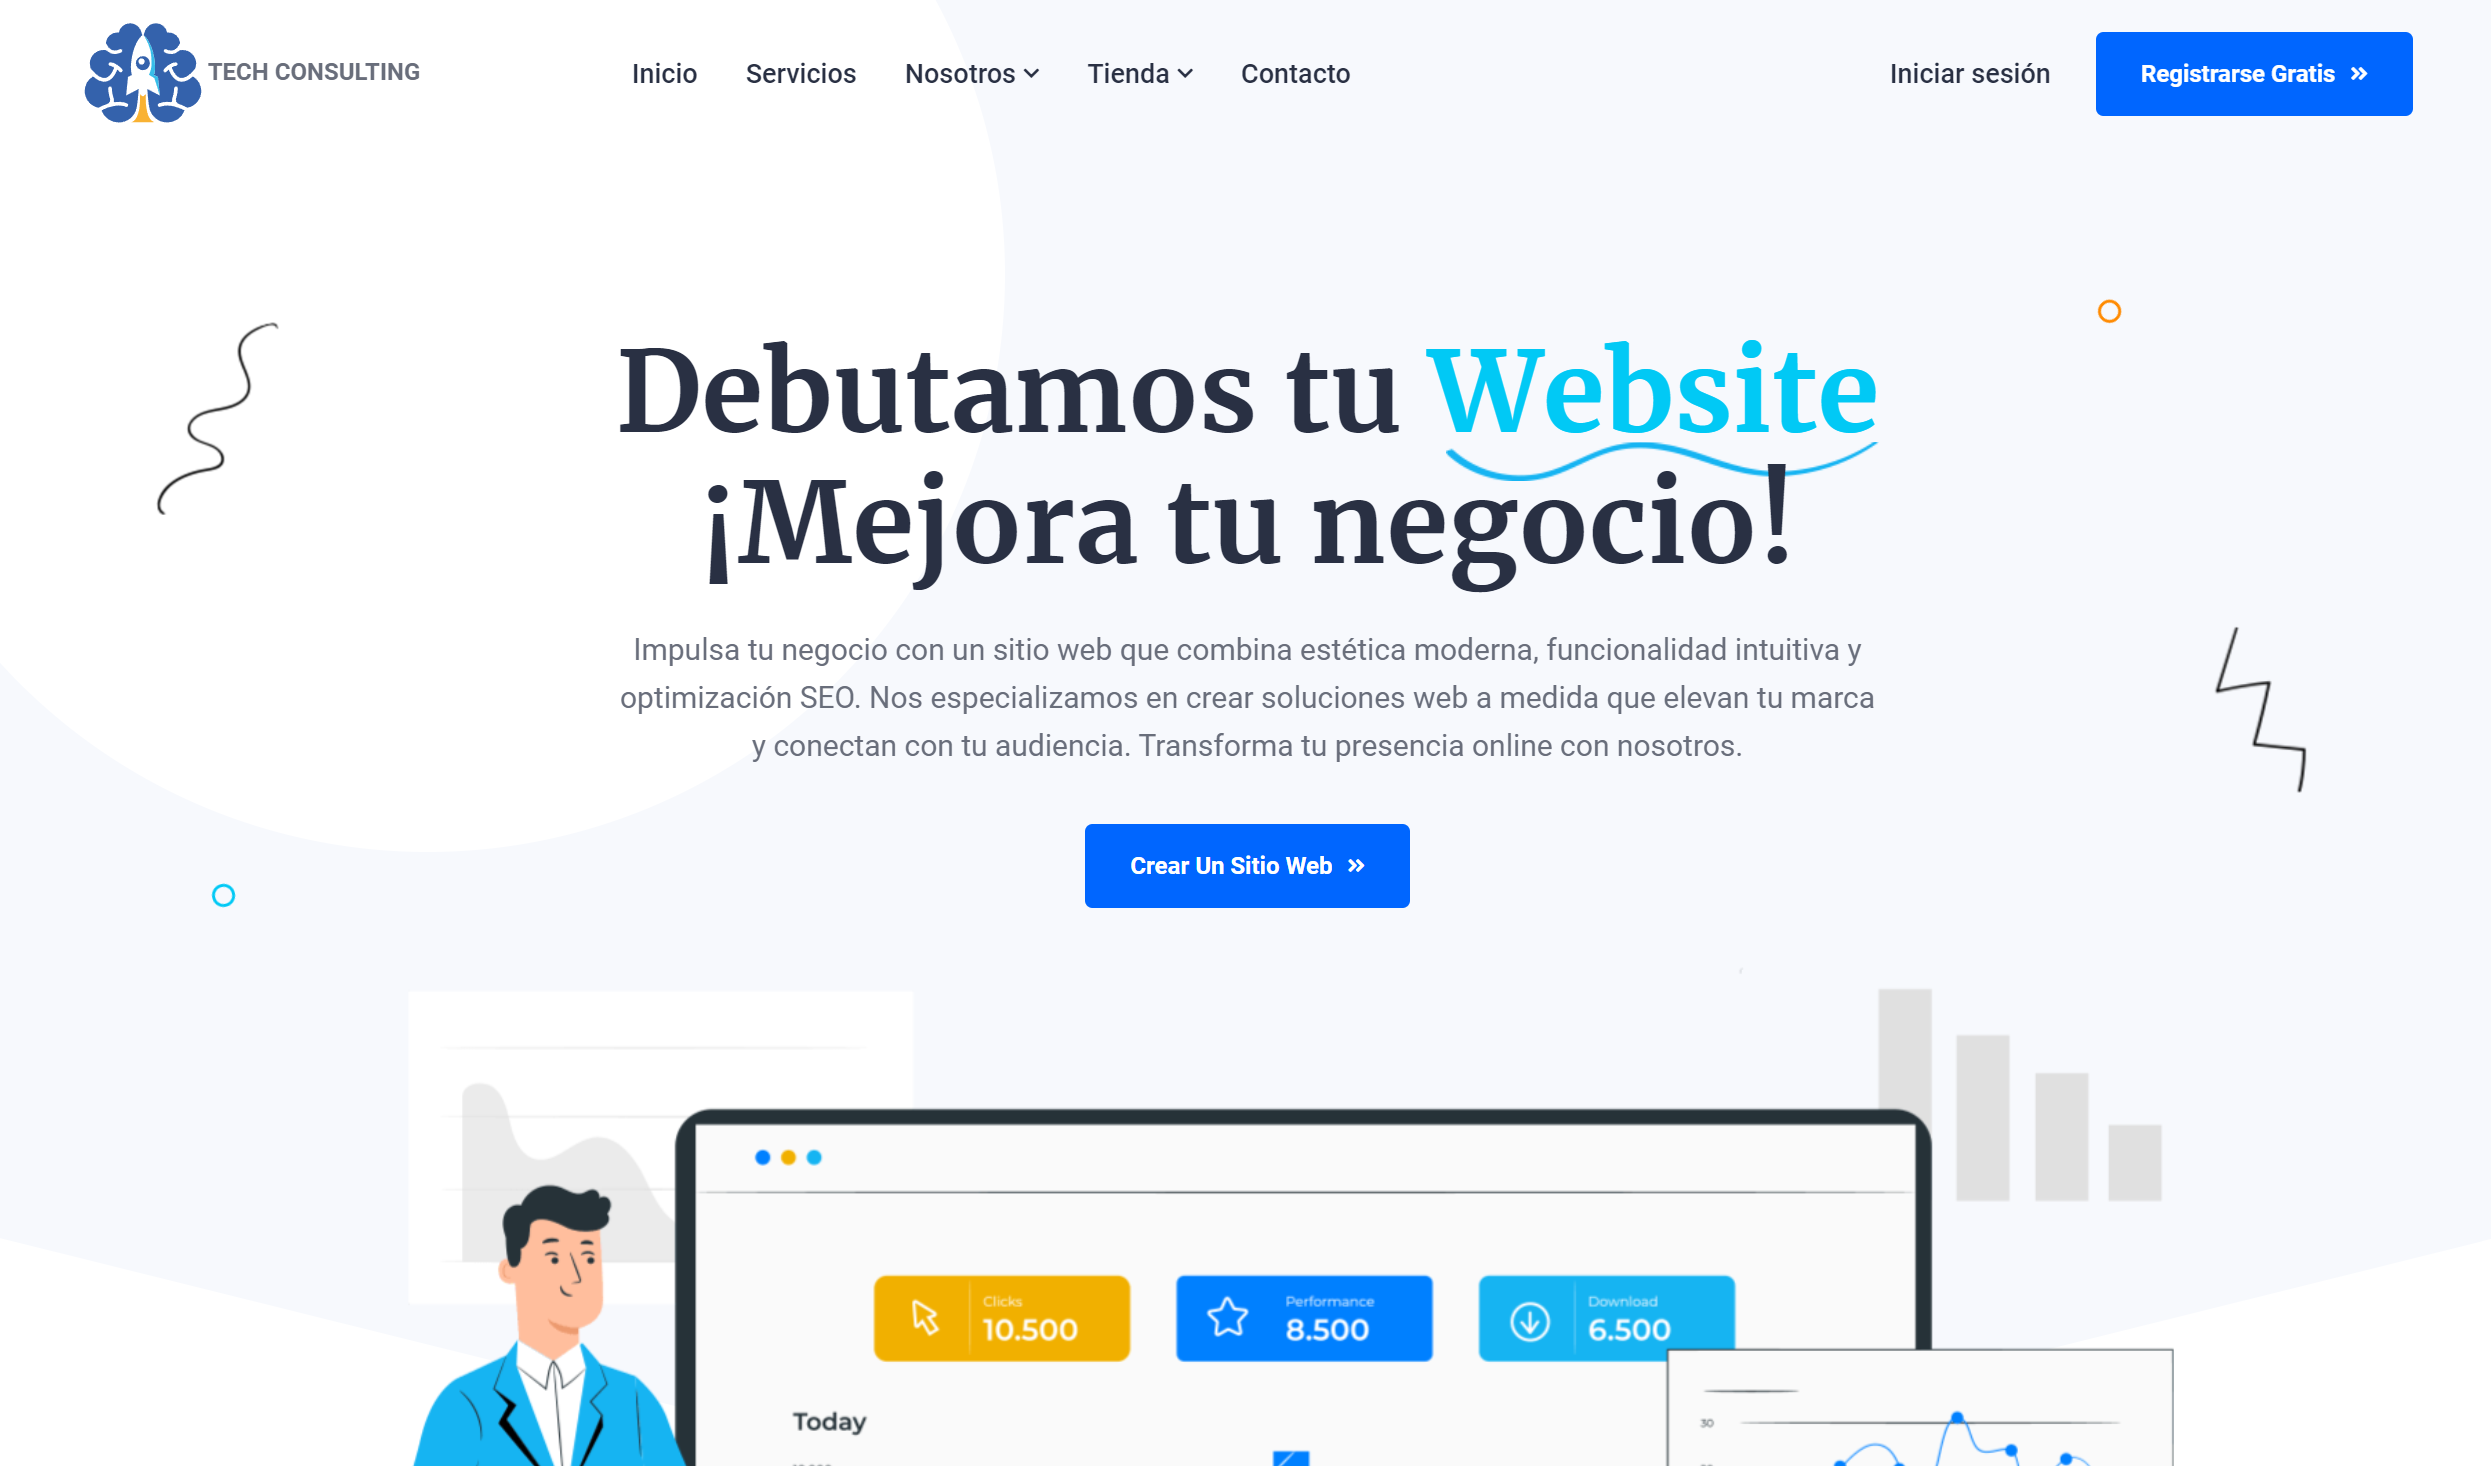 TECH CONSULTING
Inicio Servicios Nosotros Tienda Contacto
Iniciar sesión
Registrarse Gratis
Debutamos tu Website
¡Mejora tu negocio!
Impulsa tu negocio con un sitio web que combina estética moderna, funcionalidad intuitiva y
optimización SEO. Nos especializamos en crear soluciones web a medida que elevan tu marca
y conectan con tu audiencia. Transforma tu presencia online con nosotros.
Crear Un Sitio Web
Clicks
10.500
Performance
8.500
Download
6.500
Today
30